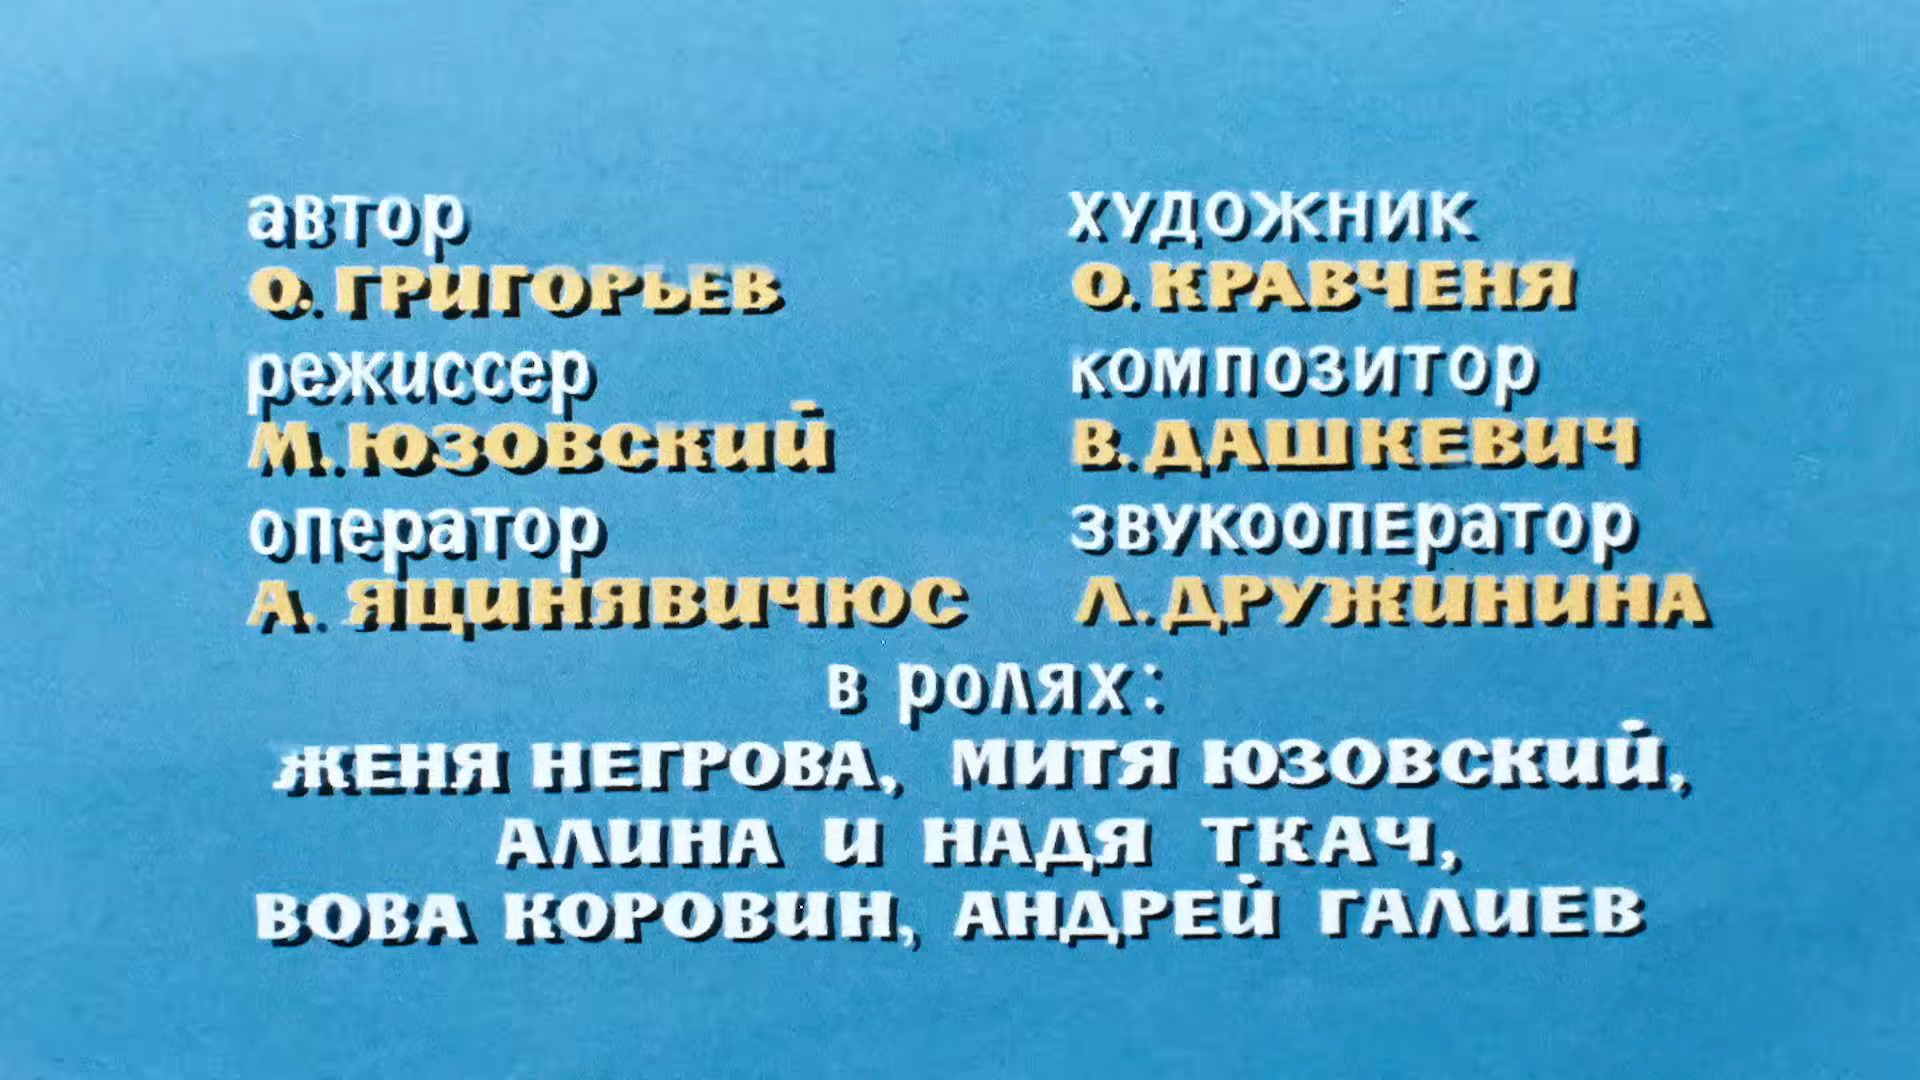 автор
О. ГРИГОРЬЕВ
режиссер
М. ЮЗОВСКИЙ
оператор
А. ЯЦИНЯВИЧЮС
художник
О. КРАВЧЕНЯ
композитор
В. ДАШКЕВИЧ
звукооператор
Л. ДРУЖИНИНА
в ролях:
ЖЕНЯ НЕГРОВА, МИТЯ ЮЗОВСКИЙ,
АЛИНА И НАДЯ ТКАЧ,
ВОВА КОРОВИН, АНДРЕЙ ГАЛИЕВ